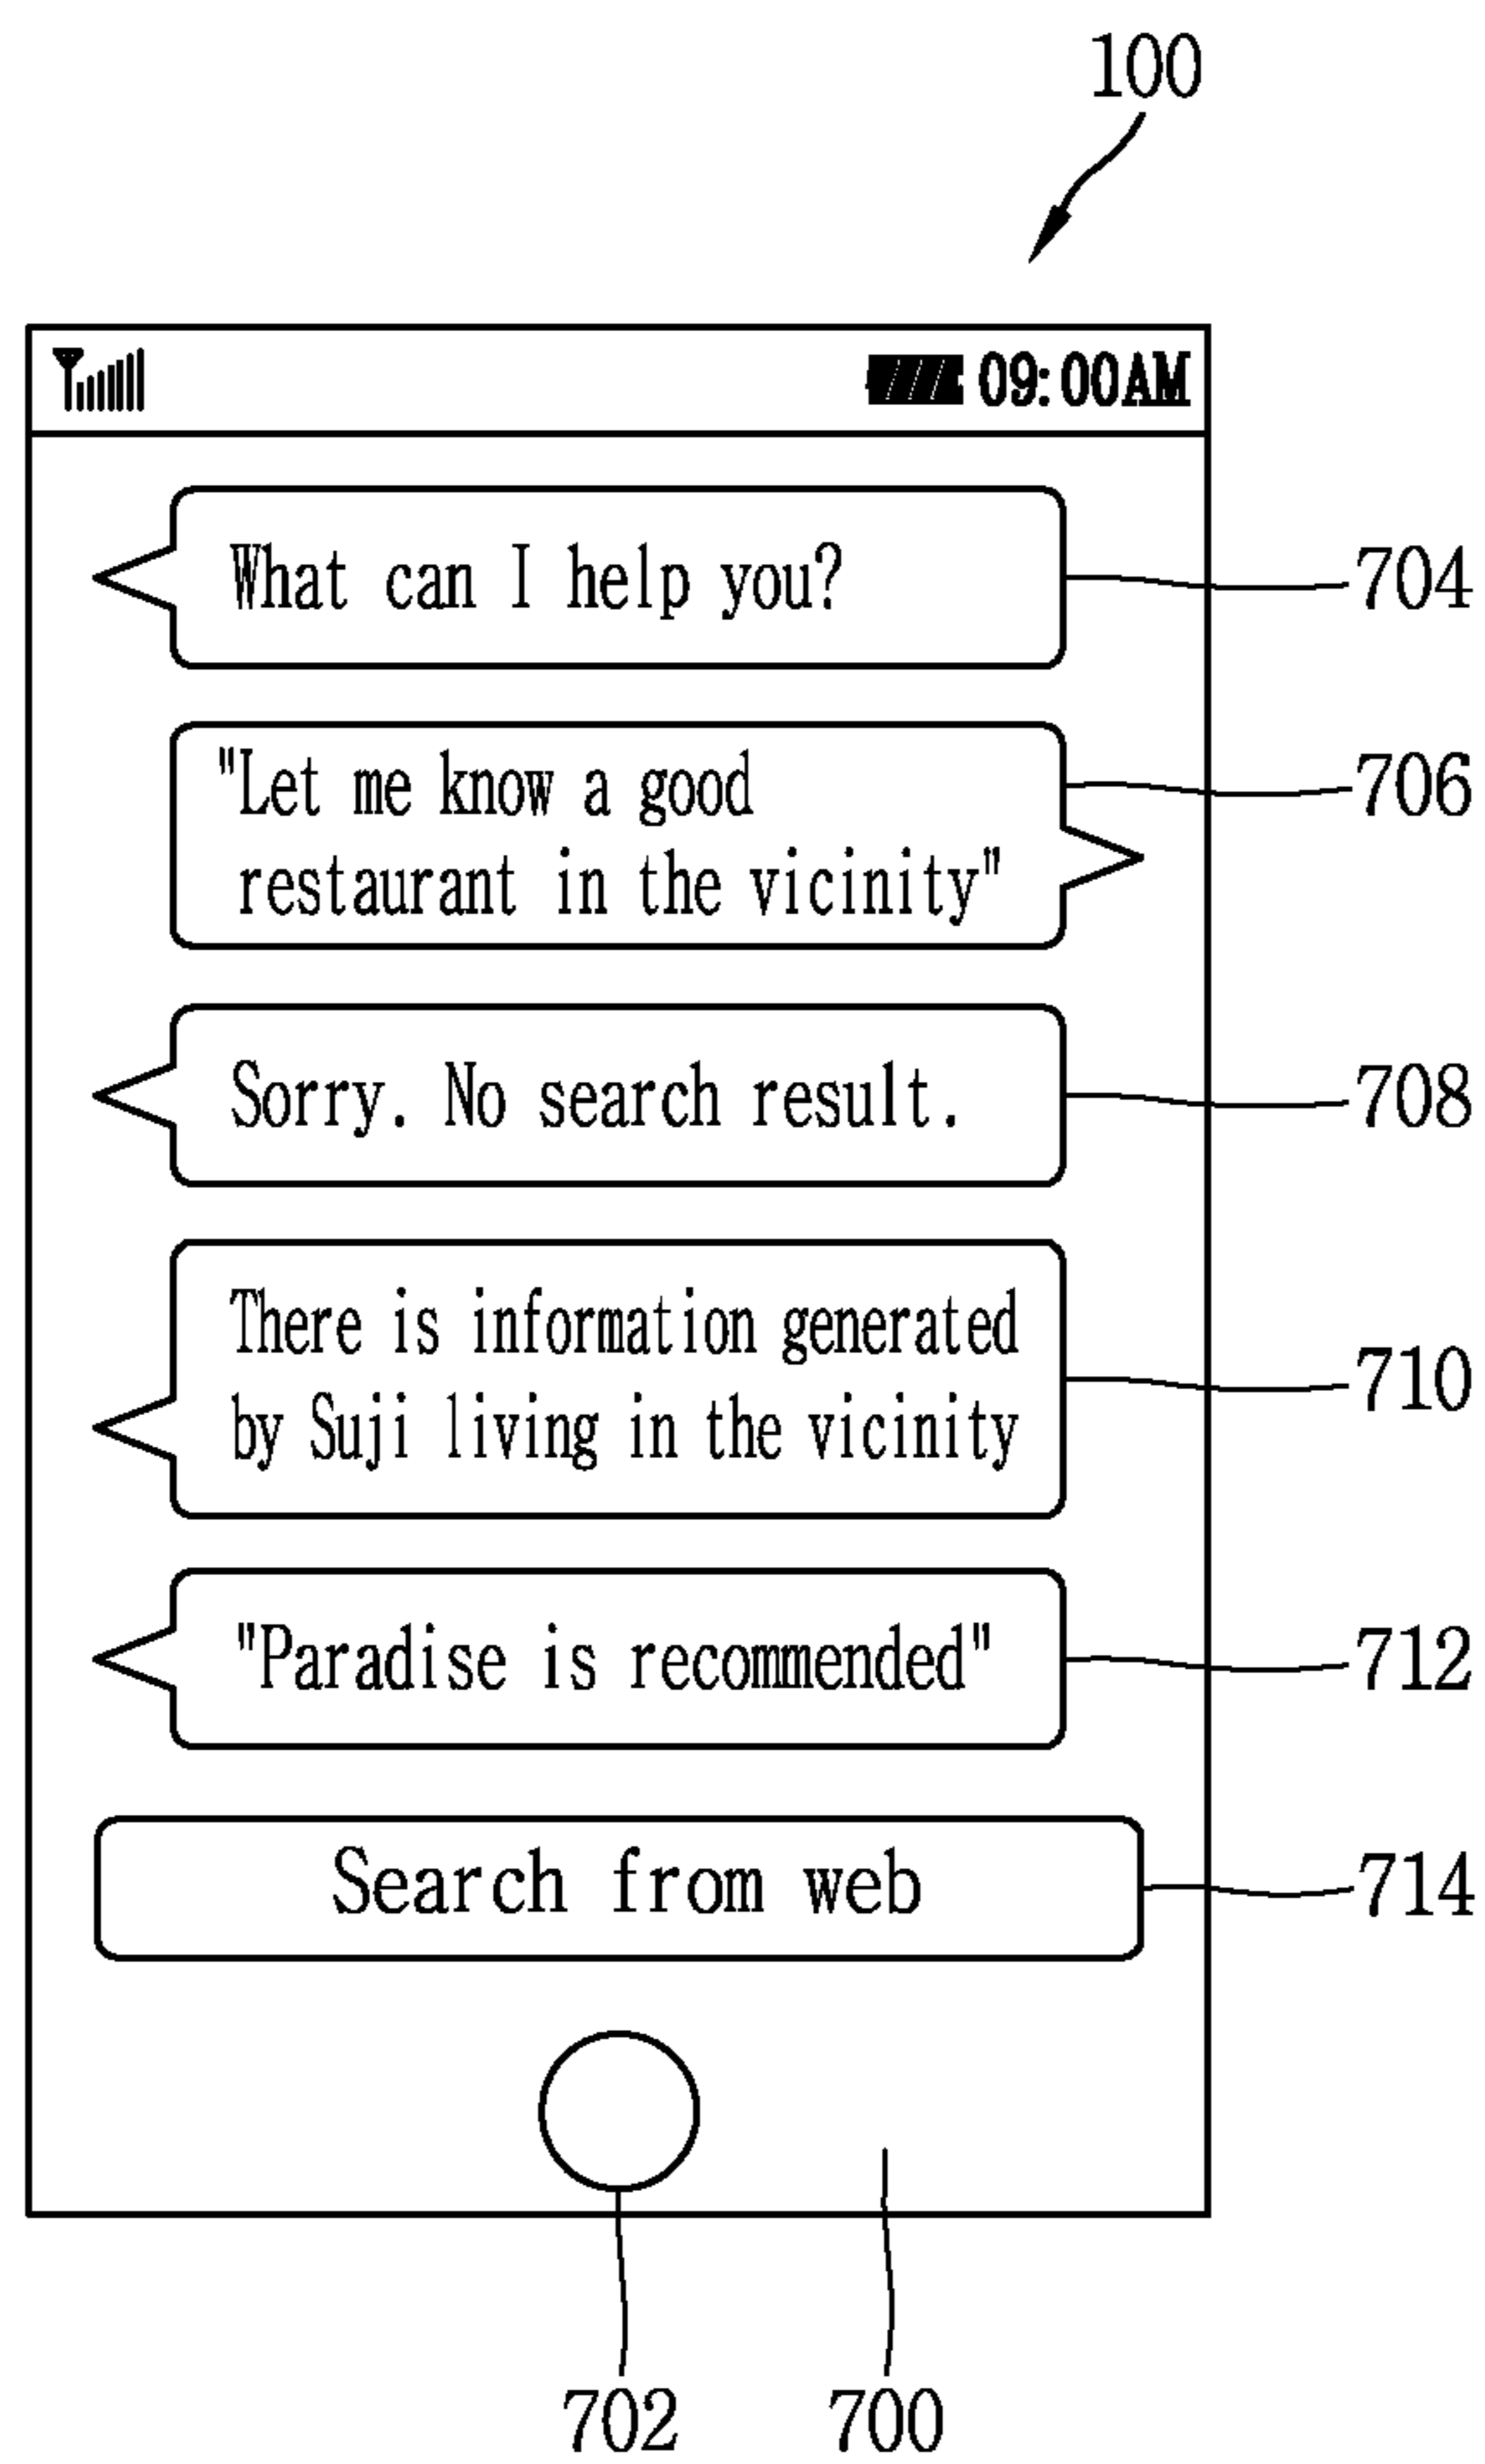 100
09:00AM
What can I help you?
704
"Let me know a good
restaurant in the vicinity"
706
Sorry. No search result.
708
There is information generated
by Suji living in the vicinity
710
"Paradise is recommended"
712
Search from web
714
702
700